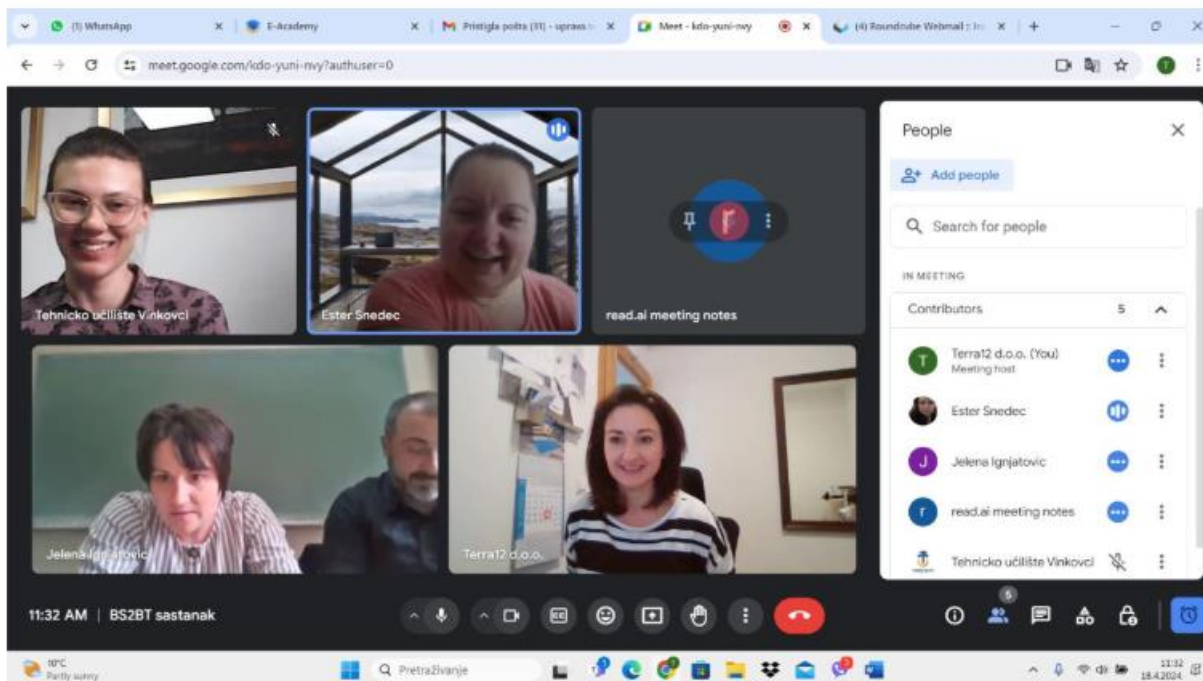 (1) WhatsApp
E-Academy
Pristigla pošta (31) - uprava.t
Meet - kdo-yuni-nvy
(4) Roundcube Webmail :: In
meet.google.com/kdo-yuni-nvy?authuser=0
T
Tehnicko učilište Vinkovci
Ester Snedec
r
read.ai meeting notes
Jelena Ignjatovic
Terra12 d.o.o.
People
Add people
Search for people
IN MEETING
Contributors 5
T Terra12 d.o.o. (You)
Meeting host
Ester Snedec
J Jelena Ignjatovic
r read.ai meeting notes
Tehnicko učilište Vinkovci
11:32 AM | BS2BT sastanak
CC
5
10°C
Partly sunny
Pretraživanje
11:32
18.4.2024.